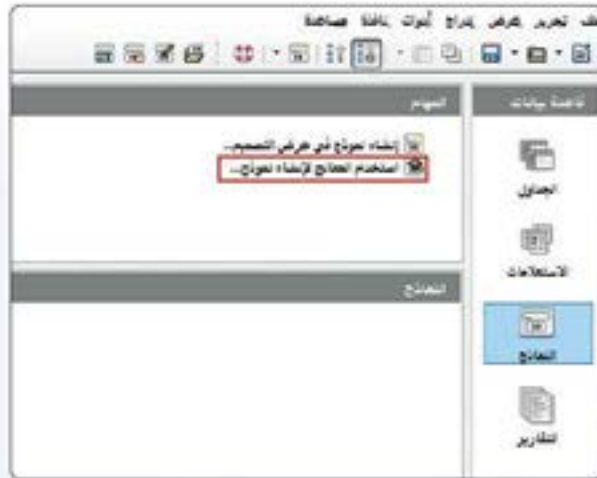 ملف تحرير عرض إدراج أدوات نافذة مساعدة
قاعدة بيانات
الجداول
الاستعلامات
النماذج
التقارير
المهام
إنشاء نموذج في عرض التصميم...
استخدام المعالج لإنشاء نموذج...
النماذج